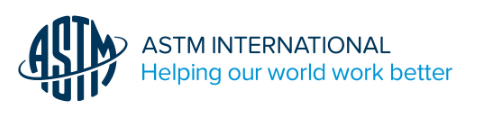 ASTM
ASTM INTERNATIONAL
Helping our world work better